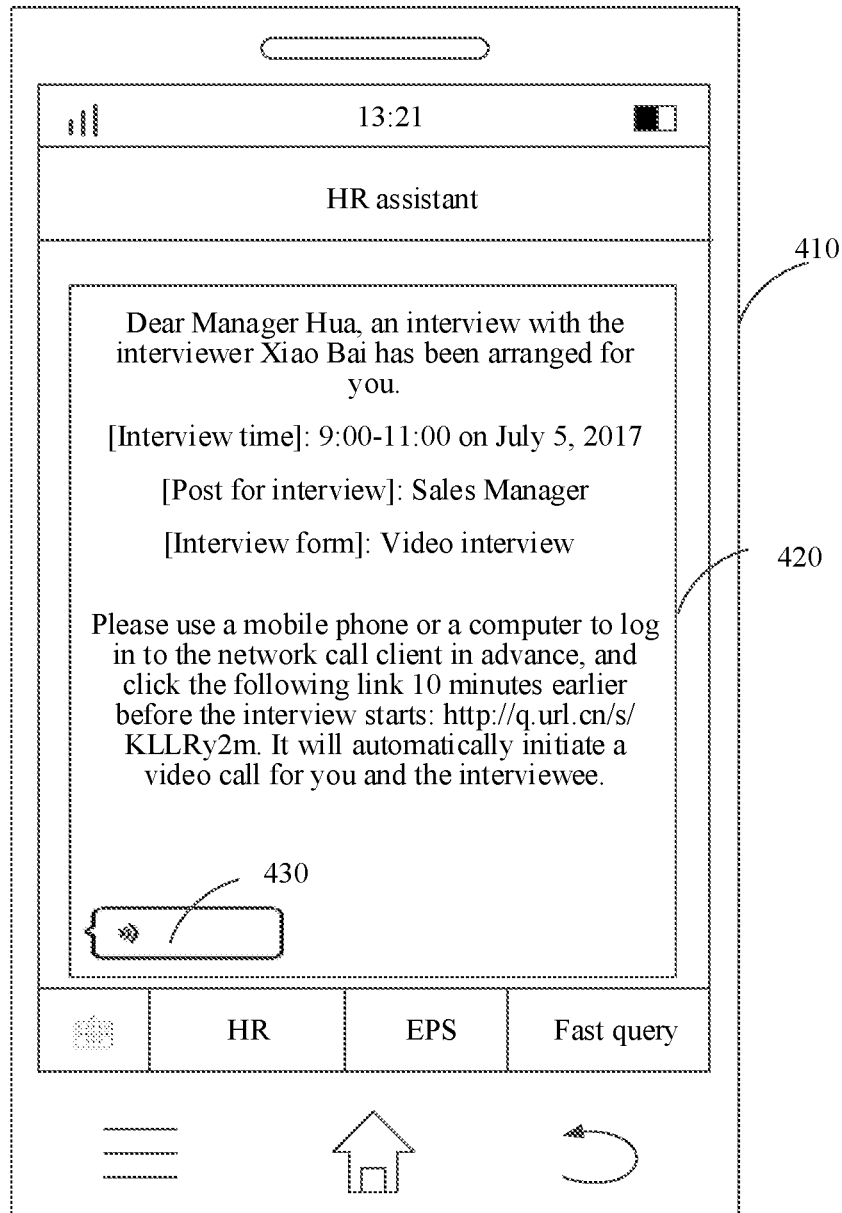 13:21
HR assistant
410
Dear Manager Hua, an interview with the
interviewer Xiao Bai has been arranged for
you.
[Interview time]: 9:00-11:00 on July 5, 2017
[Post for interview]: Sales Manager
[Interview form]: Video interview
420
Please use a mobile phone or a computer to log
in to the network call client in advance, and
click the following link 10 minutes earlier
before the interview starts: http://q.url.cn/s/
KLLRy2m. It will automatically initiate a
video call for you and the interviewee.
430
HR
EPS
Fast query